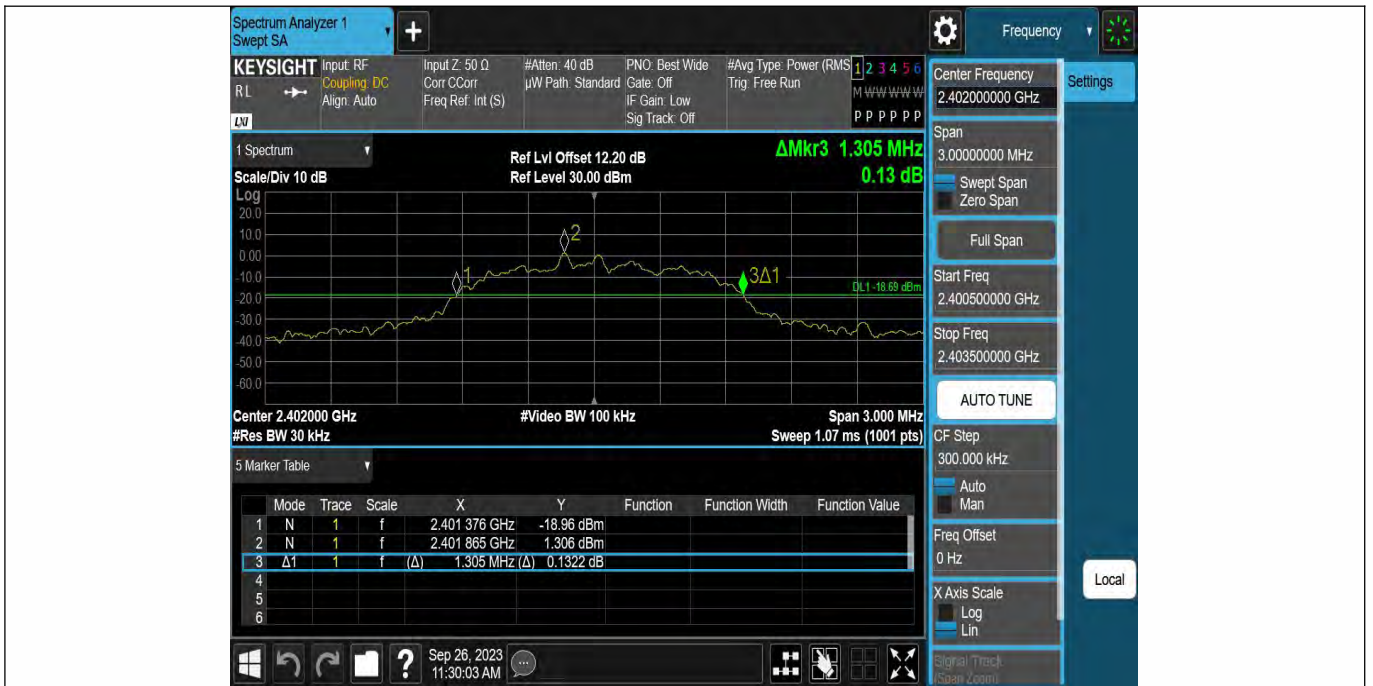 Spectrum Analyzer 1
Swept SA
+
Frequency
KEYSIGHT
RL
LXI
Input: RF
Coupling: DC
Align: Auto
Input Z: 50 Ω
Corr CCorr
Freq Ref: Int (S)
#Atten: 40 dB
µW Path: Standard
PNO: Best Wide
Gate: Off
IF Gain: Low
Sig Track: Off
#Avg Type: Power (RMS
Trig: Free Run
1 2 3 4 5 6
M W W W W W
P P P P P P
1 Spectrum
Scale/Div 10 dB
Ref Lvl Offset 12.20 dB
Ref Level 30.00 dBm
ΔMkr3 1.305 MHz
0.13 dB
Log
20.0
10.0
0.00
-10.0
-20.0
-30.0
-40.0
-50.0
-60.0
1
2
3Δ1
DL1 -18.69 dBm
Center 2.402000 GHz
#Video BW 100 kHz
Span 3.000 MHz
#Res BW 30 kHz
Sweep 1.07 ms (1001 pts)
5 Marker Table
Mode Trace Scale X Y Function Function Width Function Value
1 N 1 f 2.401 376 GHz -18.96 dBm
2 N 1 f 2.401 865 GHz 1.306 dBm
3 Δ1 1 f (Δ) 1.305 MHz (Δ) 0.1322 dB
4
5
6
?
Sep 26, 2023
11:30:03 AM
Center Frequency
2.402000000 GHz
Span
3.00000000 MHz
Swept Span
Zero Span
Full Span
Start Freq
2.400500000 GHz
Stop Freq
2.403500000 GHz
AUTO TUNE
CF Step
300.000 kHz
Auto
Man
Freq Offset
0 Hz
X Axis Scale
Log
Lin
Signal Track
(Span Zoom)
Settings
Local